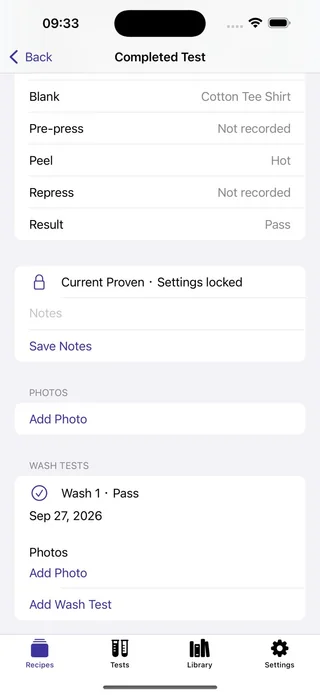 09:33
Back
Completed Test
Blank Cotton Tee Shirt
Pre-press Not recorded
Peel Hot
Repress Not recorded
Result Pass
Current Proven · Settings locked
Notes
Save Notes
PHOTOS
Add Photo
WASH TESTS
Wash 1 · Pass
Sep 27, 2026
Photos
Add Photo
Add Wash Test
Recipes Tests Library Settings